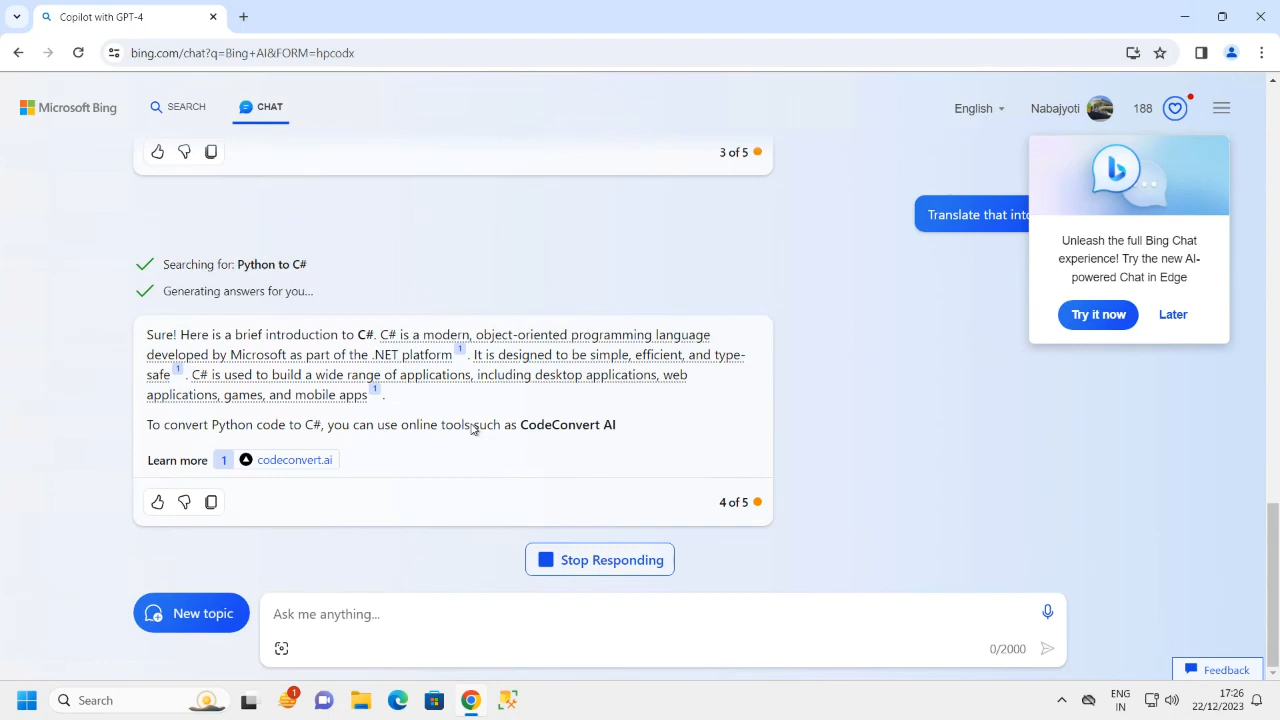 Copilot with GPT-4
bing.com/chat?q=Bing+AI&FORM=hpcodx
Microsoft Bing
SEARCH
CHAT
English
Nabajyoti
188
3 of 5
Translate that into
Unleash the full Bing Chat
experience! Try the new AI-
powered Chat in Edge
Try it now
Later
Searching for: Python to C#
Generating answers for you...
Sure! Here is a brief introduction to C#. C# is a modern, object-oriented programming language
developed by Microsoft as part of the .NET platform 1 . It is designed to be simple, efficient, and type-
safe 1 . C# is used to build a wide range of applications, including desktop applications, web
applications, games, and mobile apps 1 .
To convert Python code to C#, you can use online tools such as CodeConvert AI
Learn more 1 codeconvert.ai
4 of 5
Stop Responding
New topic
Ask me anything...
0/2000
Feedback
Search
1
ENG
IN
17:26
22/12/2023